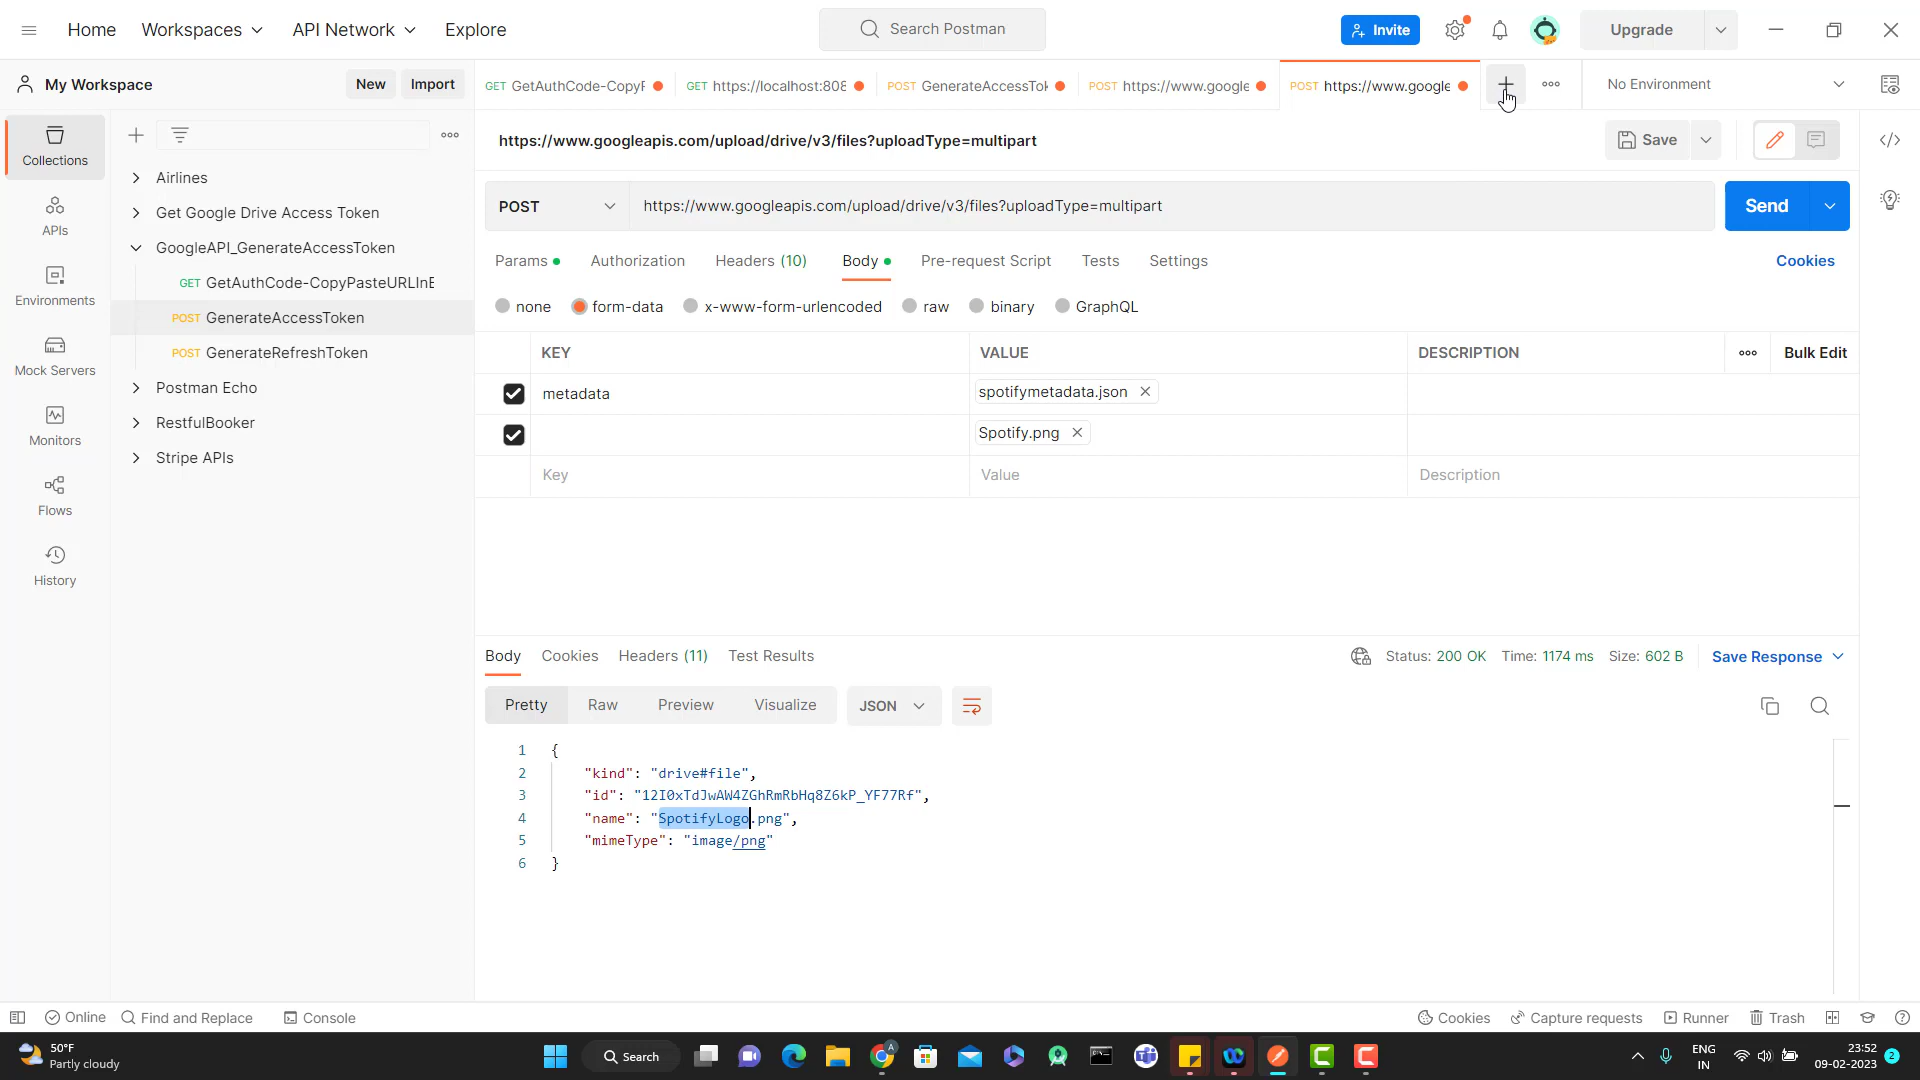 Home
Workspaces
API Network
Explore
Search Postman
Invite
Upgrade
My Workspace
New
Import
GET GetAuthCode-CopyF
GET https://localhost:808
POST GenerateAccessTok
POST https://www.google
POST https://www.google
No Environment
https://www.googleapis.com/upload/drive/v3/files?uploadType=multipart
Save
Collections
APIs
Environments
Mock Servers
Monitors
Flows
History
Airlines
Get Google Drive Access Token
GoogleAPI_GenerateAccessToken
GET GetAuthCode-CopyPasteURLInE
POST GenerateAccessToken
POST GenerateRefreshToken
Postman Echo
RestfulBooker
Stripe APIs
POST
https://www.googleapis.com/upload/drive/v3/files?uploadType=multipart
Send
Params
Authorization
Headers (10)
Body
Pre-request Script
Tests
Settings
Cookies
none
form-data
x-www-form-urlencoded
raw
binary
GraphQL
KEY
VALUE
DESCRIPTION
Bulk Edit
metadata
spotifymetadata.json
Spotify.png
Key
Value
Description
Body
Cookies
Headers (11)
Test Results
Status: 200 OK
Time: 1174 ms
Size: 602 B
Save Response
Pretty
Raw
Preview
Visualize
JSON
1 {
2 "kind": "drive#file",
3 "id": "12I0xTdJwAW4ZGhRmRbHq8Z6kP_YF77Rf",
4 "name": "SpotifyLogo.png",
5 "mimeType": "image/png"
6 }
Online
Find and Replace
Console
Cookies
Capture requests
Runner
Trash
50°F
Partly cloudy
Search
ENG
IN
23:52
09-02-2023
2